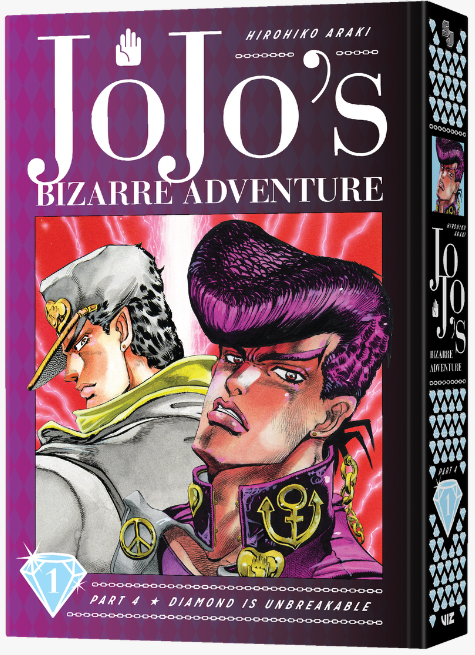 HIROHIKO ARAKI
JOJO'S
BIZARRE ADVENTURE
1
PART 4 ★ DIAMOND IS UNBREAKABLE
HIROHIKO
ARAKI
JOJO'S
BIZARRE
ADVENTURE
PART 4
1
VIZ